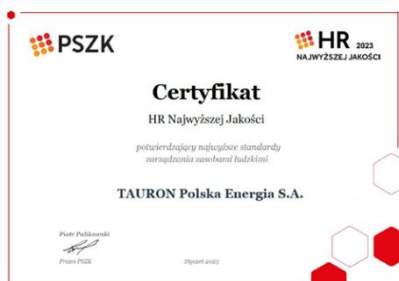 PSZK
HR 2023
NAJWYŻSZEJ JAKOŚCI
Certyfikat
HR Najwyższej Jakości
potwierdzający najwyższe standardy
zarządzania zasobami ludzkimi
TAURON Polska Energia S.A.
Piotr Palikowski
Prezes PSZK
Styczeń 2023